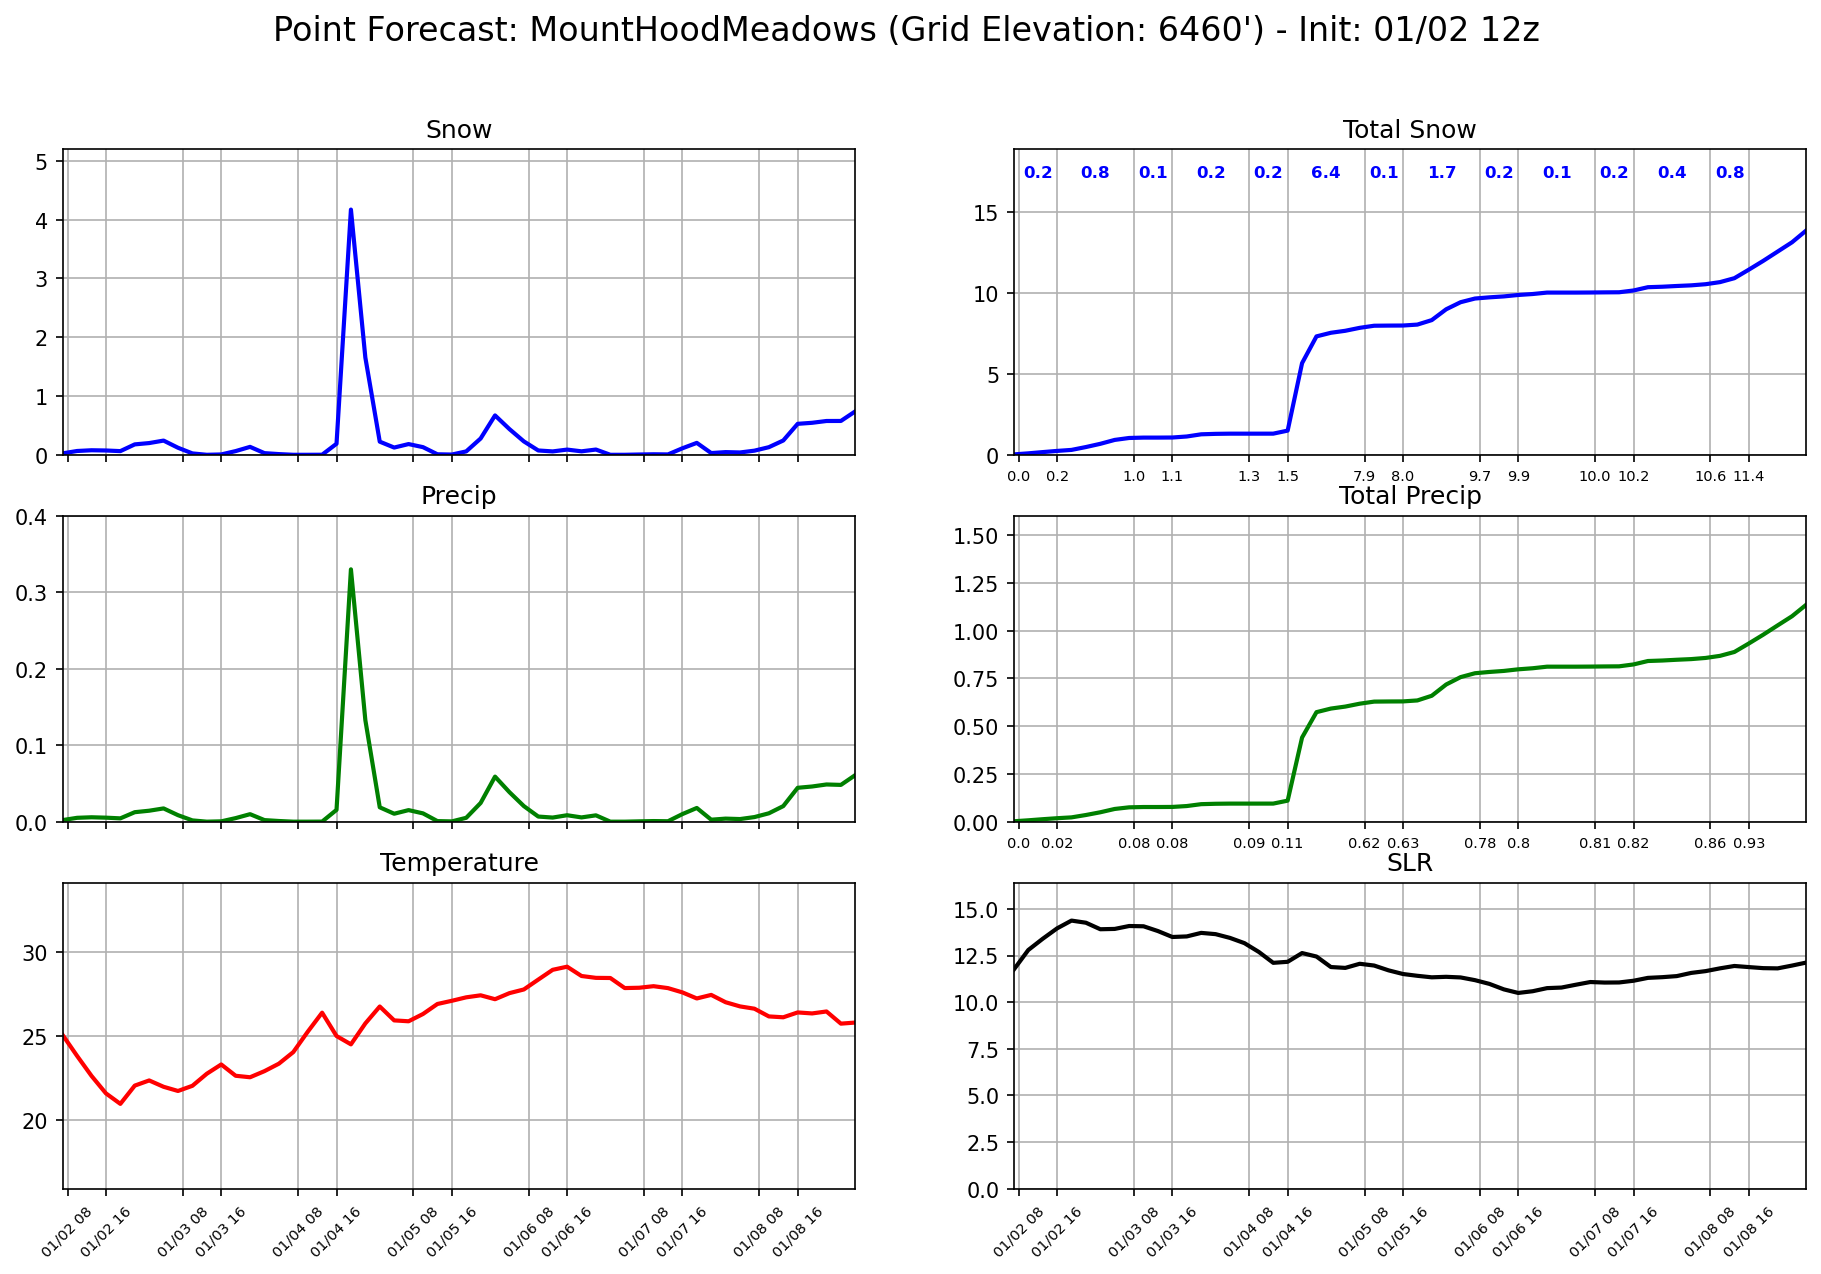 Point Forecast: MountHoodMeadows (Grid Elevation: 6460') - Init: 01/02 12z
Snow
5
4
3
2
1
0
Total Snow
0.2 0.8 0.1 0.2 0.2 6.4 0.1 1.7 0.2 0.1 0.2 0.4 0.8
15
10
5
0
0.0 0.2 1.0 1.1 1.3 1.5 7.9 8.0 9.7 9.9 10.0 10.2 10.6 11.4
Precip
0.4
0.3
0.2
0.1
0.0
Total Precip
1.50
1.25
1.00
0.75
0.50
0.25
0.00
0.0 0.02 0.08 0.08 0.09 0.11 0.62 0.63 0.78 0.8 0.81 0.82 0.86 0.93
Temperature
30
25
20
01/02 08 01/02 16 01/03 08 01/03 16 01/04 08 01/04 16 01/05 08 01/05 16 01/06 08 01/06 16 01/07 08 01/07 16 01/08 08 01/08 16
SLR
15.0
12.5
10.0
7.5
5.0
2.5
0.0
01/02 08 01/02 16 01/03 08 01/03 16 01/04 08 01/04 16 01/05 08 01/05 16 01/06 08 01/06 16 01/07 08 01/07 16 01/08 08 01/08 16